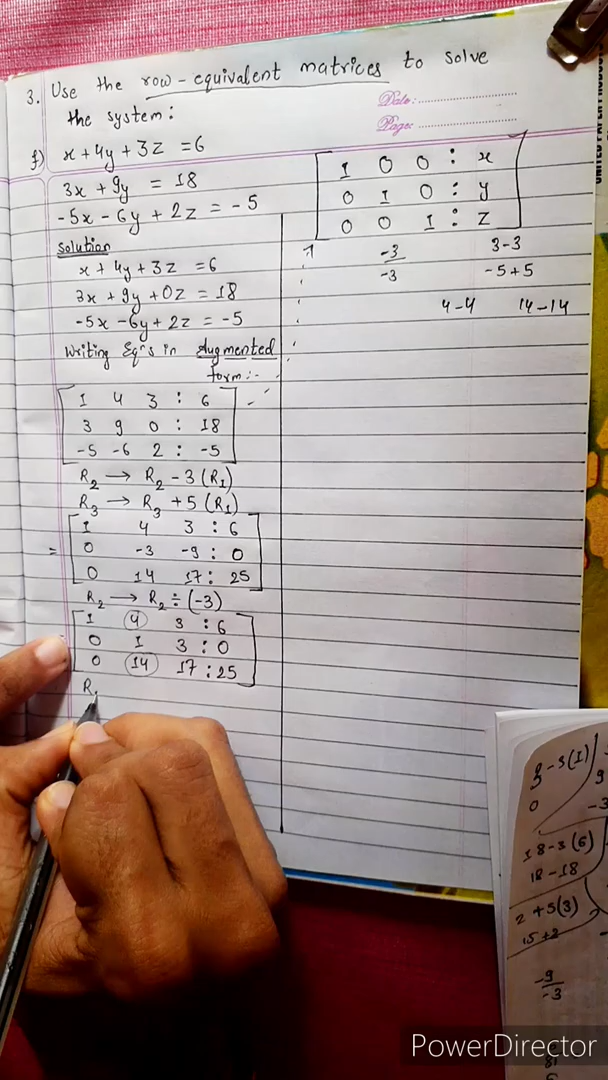 3. Use the row-equivalent matrices to solve
the system:
Date:
Page:
f) x + 4y + 3z = 6
3x + 9y = 18
-5x - 6y + 2z = -5
Solution
x + 4y + 3z = 6
3x + 9y + 0z = 18
-5x - 6y + 2z = -5
Writing Eqns in Augmented
form:-
1 4 3 : 6
3 9 0 : 18
-5 -6 2 : -5
R2 → R2 - 3(R1)
R3 → R3 + 5(R1)
1 4 3 : 6
= 0 -3 -9 : 0
0 14 17 : 25
R2 → R2 ÷ (-3)
1 4 3 : 6
0 1 3 : 0
0 14 17 : 25
R
1 0 0 : x
0 1 0 : y
0 0 1 : z
-3/-3 3-3
-5+5
4-4 14-14
-3(1)
9
0 -3
18-3(6)
18-18
2+5(3)
15+2
-9/-3
PowerDirector